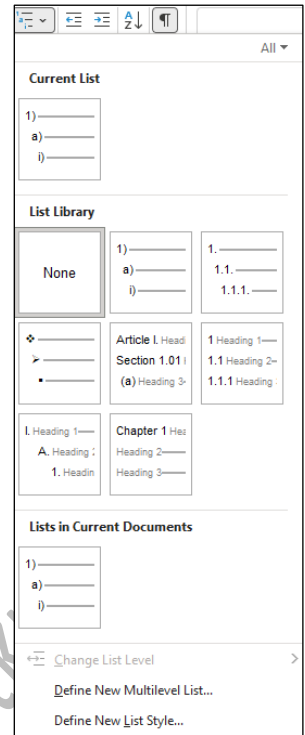 All
Current List
1)
a)
i)
List Library
None
1)
a)
i)
1.
1.1.
1.1.1.
Article I. Head
Section 1.01
(a) Heading 3
1 Heading 1
1.1 Heading 2
1.1.1 Heading
I. Heading 1
A. Heading
1. Headin
Chapter 1 Hea
Heading 2
Heading 3
Lists in Current Documents
1)
a)
i)
Change List Level
Define New Multilevel List...
Define New List Style...